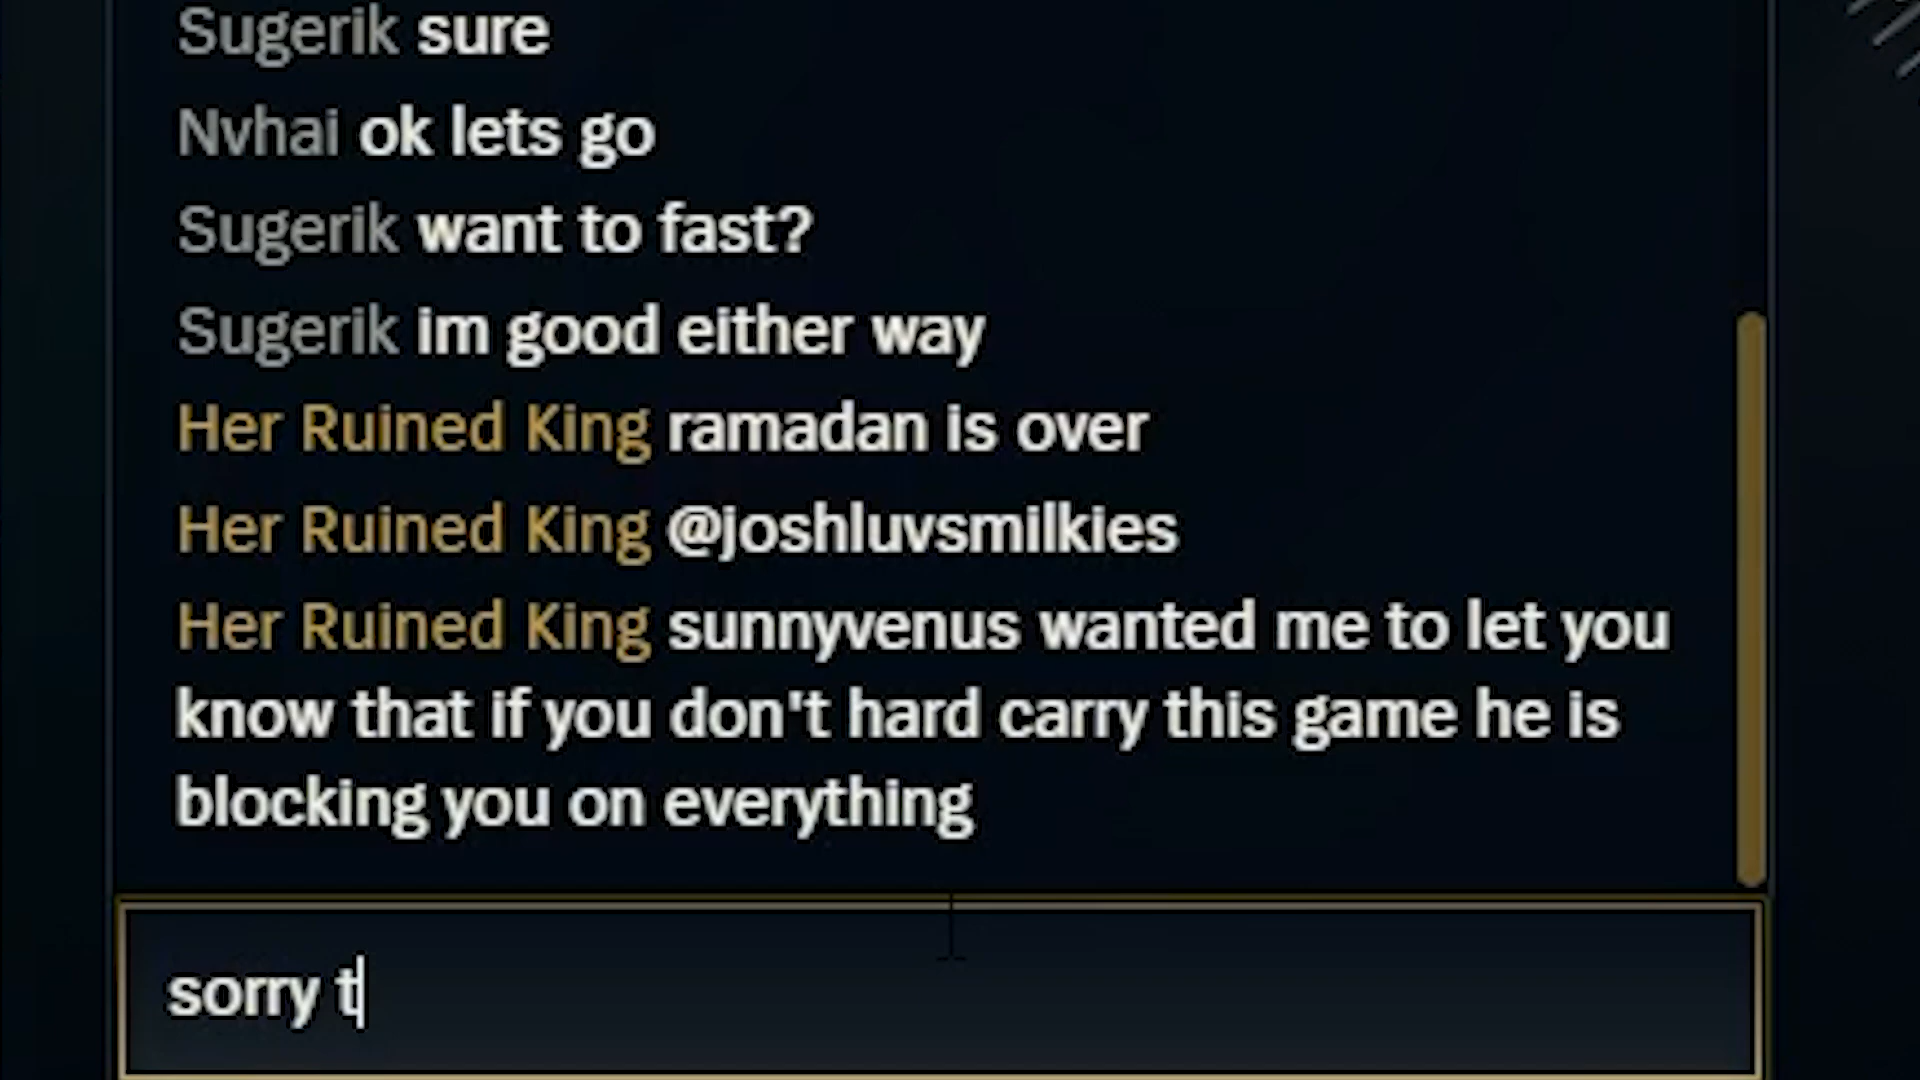 Sugerik sure
Nvhai ok lets go
Sugerik want to fast?
Sugerik im good either way
Her Ruined King ramadan is over
Her Ruined King @joshluvsmilkies
Her Ruined King sunnyvenus wanted me to let you
know that if you don't hard carry this game he is
blocking you on everything
sorry t